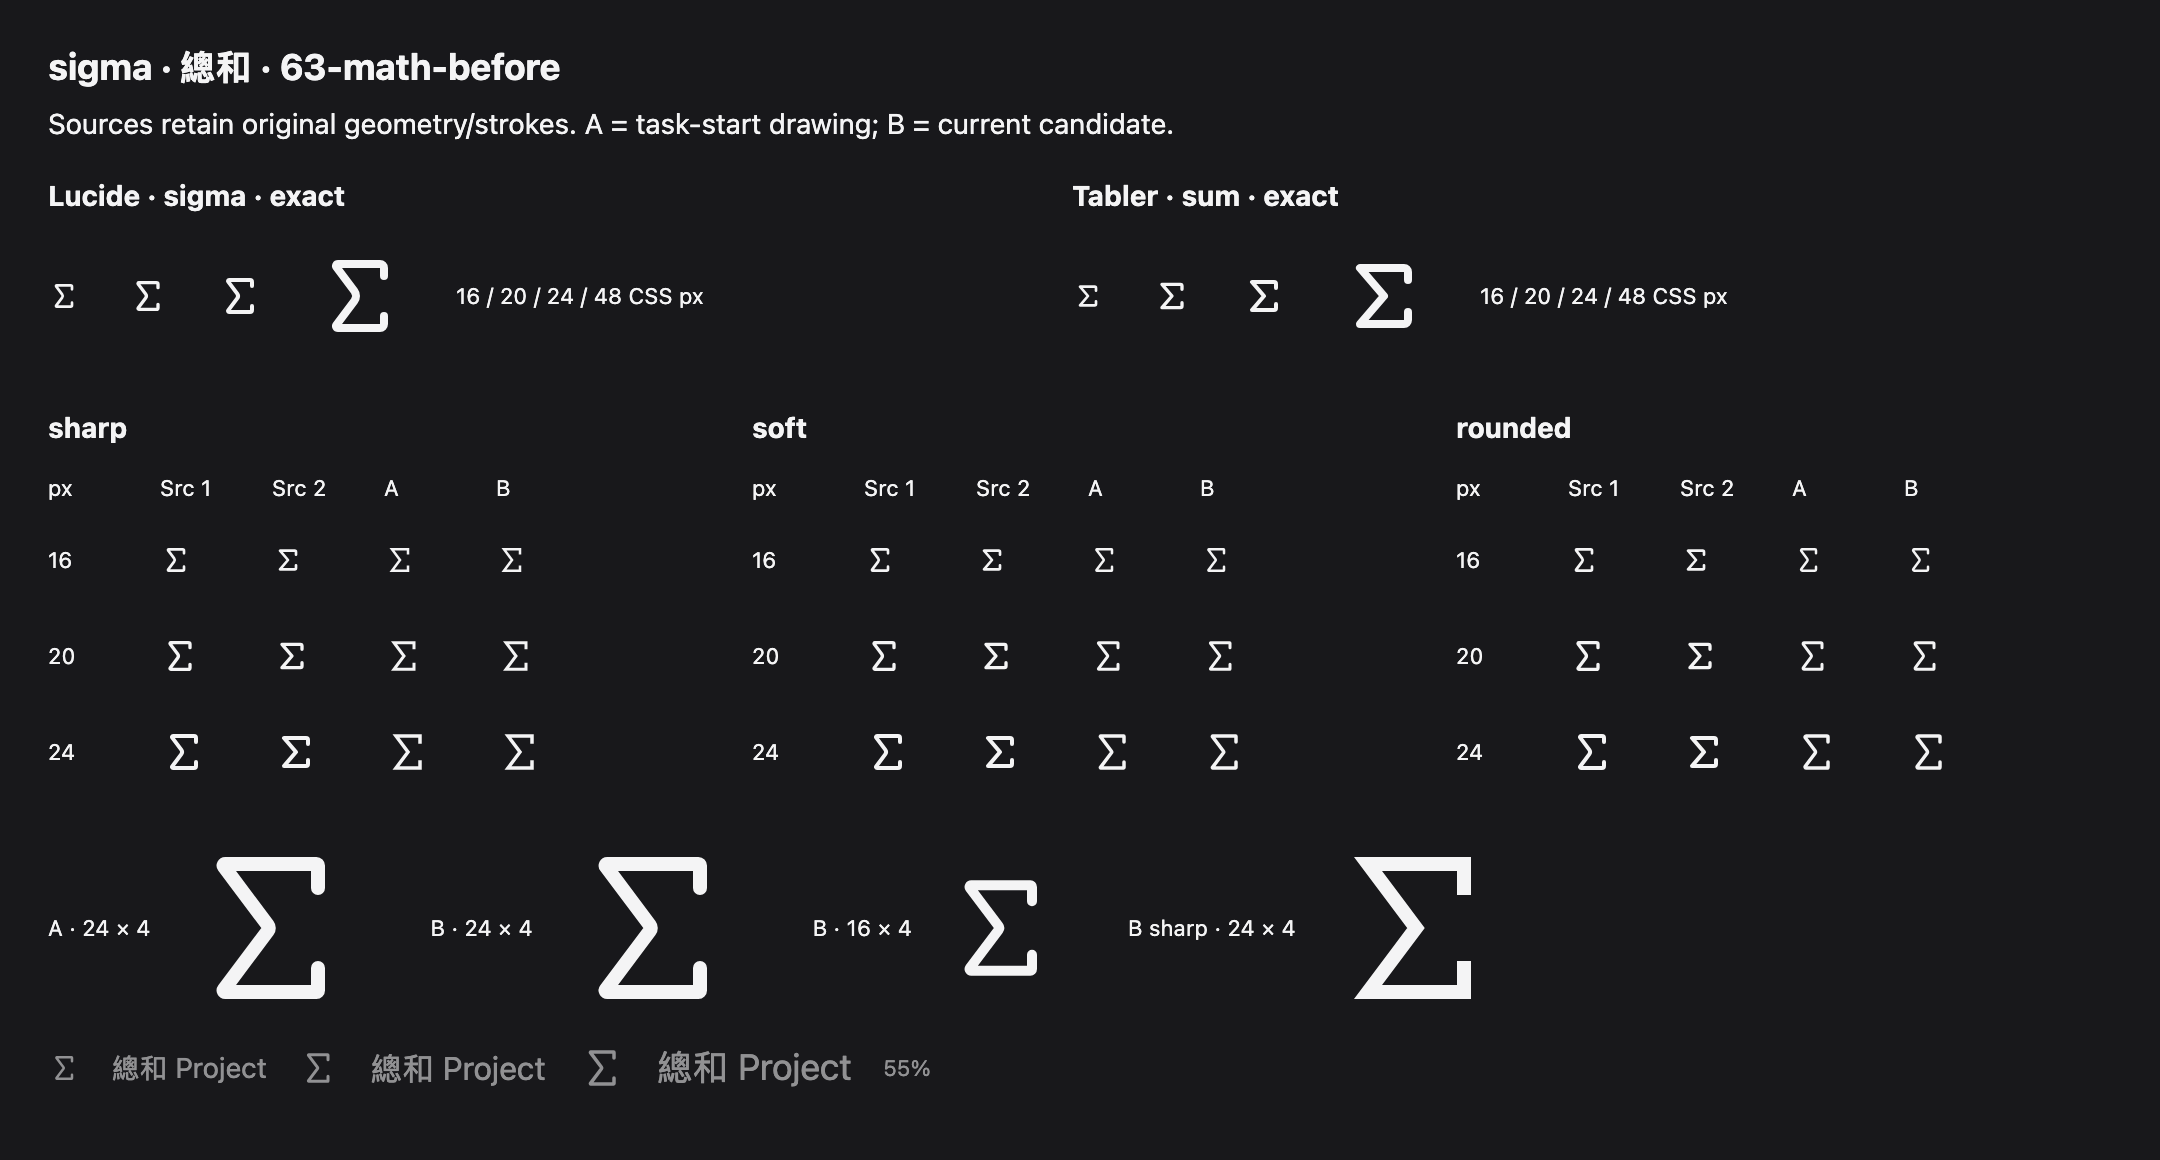 sigma · 總和 · 63-math-before
Sources retain original geometry/strokes. A = task-start drawing; B = current candidate.
Lucide · sigma · exact
Tabler · sum · exact
Σ Σ Σ Σ 16 / 20 / 24 / 48 CSS px
Σ Σ Σ Σ 16 / 20 / 24 / 48 CSS px
sharp
px Src 1 Src 2 A B
16 Σ Σ Σ Σ
20 Σ Σ Σ Σ
24 Σ Σ Σ Σ
soft
px Src 1 Src 2 A B
16 Σ Σ Σ Σ
20 Σ Σ Σ Σ
24 Σ Σ Σ Σ
rounded
px Src 1 Src 2 A B
16 Σ Σ Σ Σ
20 Σ Σ Σ Σ
24 Σ Σ Σ Σ
A · 24 × 4 Σ B · 24 × 4 Σ B · 16 × 4 Σ B sharp · 24 × 4 Σ
Σ 總和 Project Σ 總和 Project Σ 總和 Project 55%